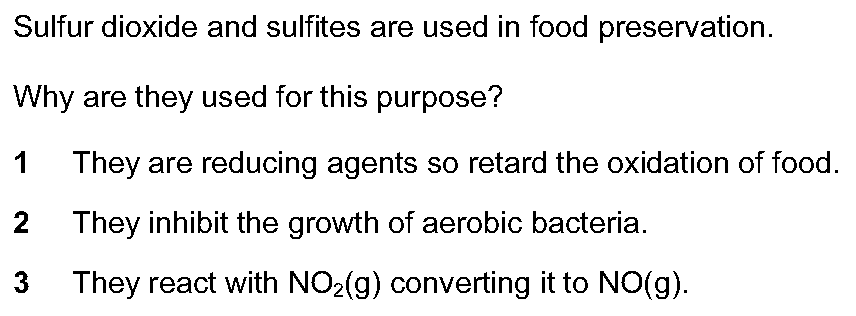 Sulfur dioxide and sulfites are used in food preservation.
Why are they used for this purpose?
1 They are reducing agents so retard the oxidation of food.
2 They inhibit the growth of aerobic bacteria.
3 They react with NO₂(g) converting it to NO(g).